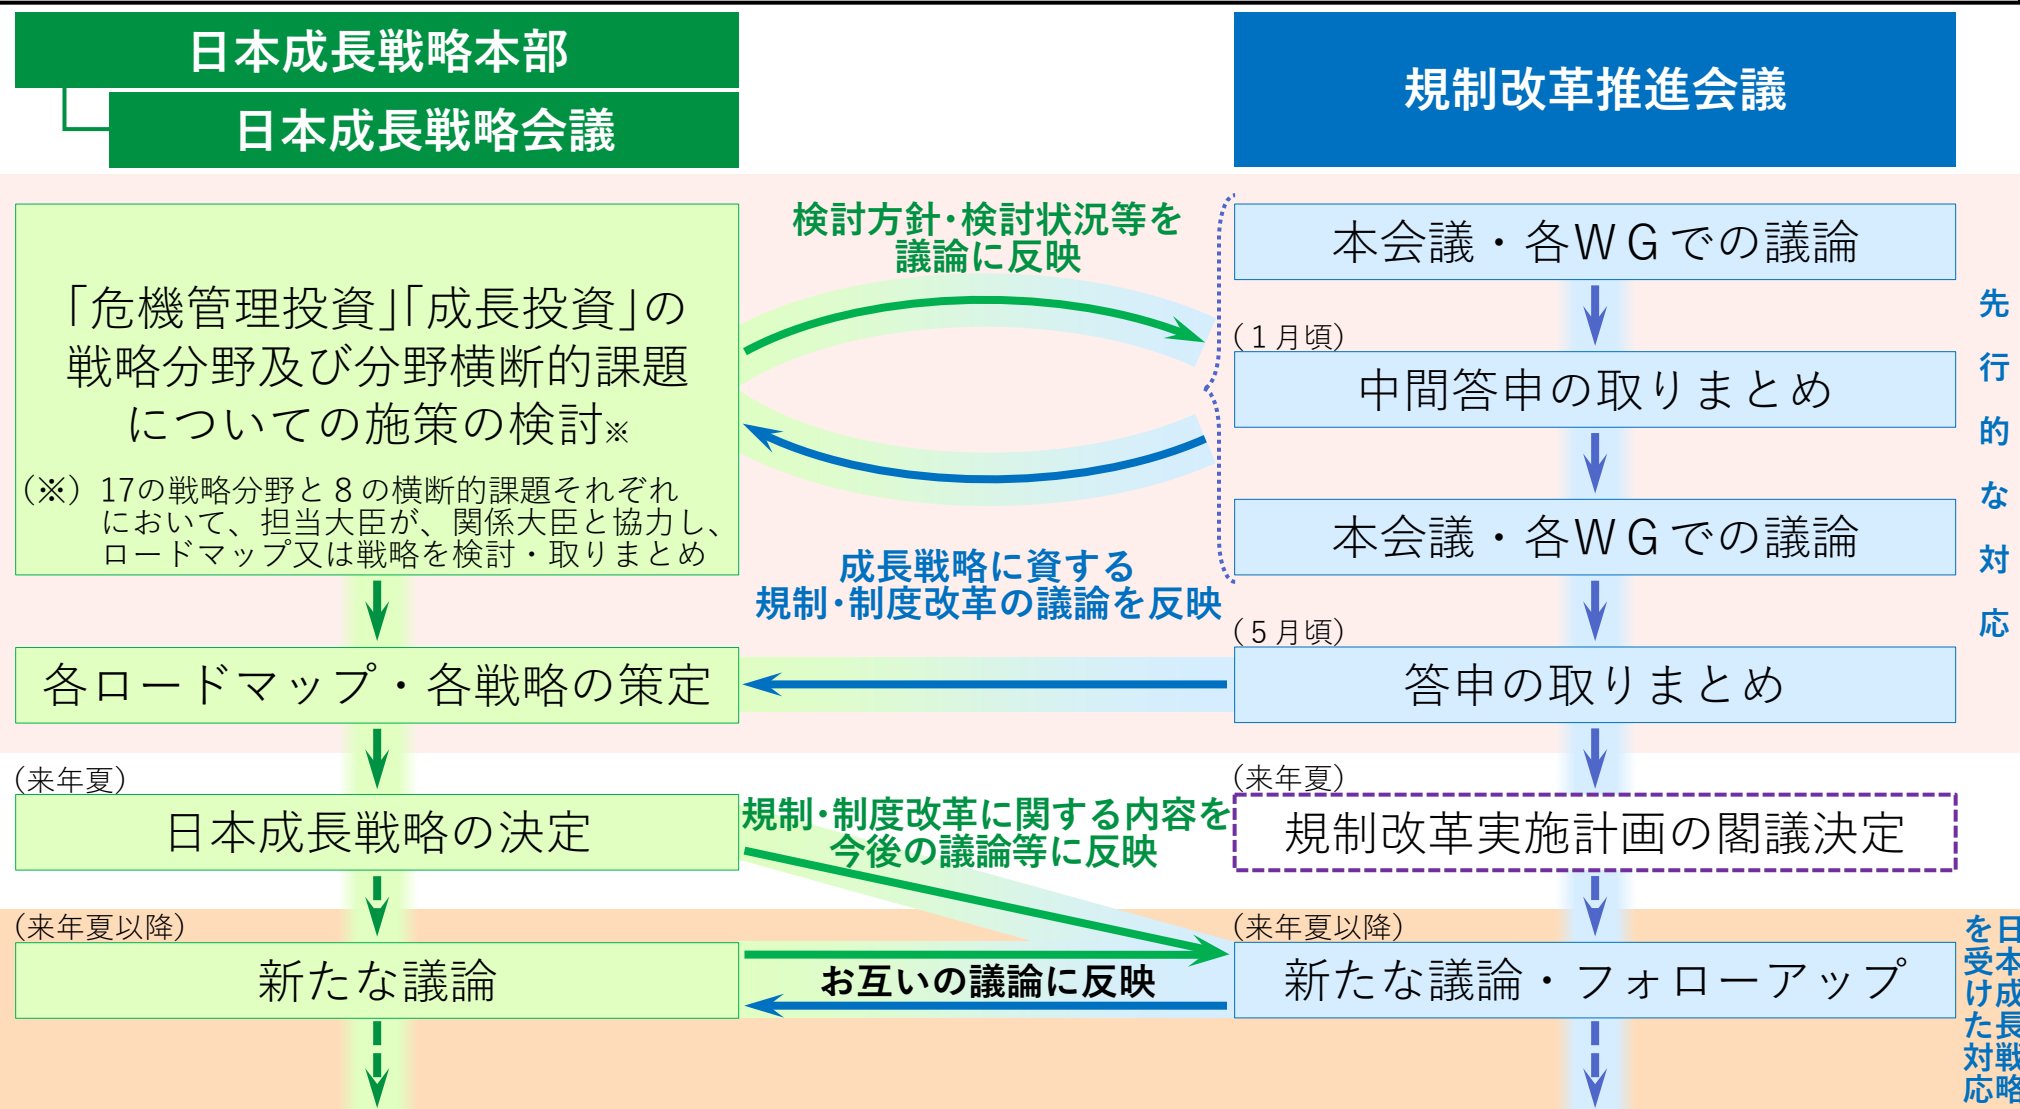 日本成長戦略本部
日本成長戦略会議
規制改革推進会議
「危機管理投資」「成長投資」の
戦略分野及び分野横断的課題
についての施策の検討※
（※）17の戦略分野と８の横断的課題それぞれ
において、担当大臣が、関係大臣と協力し、
ロードマップ又は戦略を検討・取りまとめ
検討方針･検討状況等を
議論に反映
成長戦略に資する
規制･制度改革の議論を反映
本会議・各ＷＧでの議論
（１月頃）
中間答申の取りまとめ
本会議・各ＷＧでの議論
（５月頃）
答申の取りまとめ
先行的な対応
各ロードマップ・各戦略の策定
（来年夏）
日本成長戦略の決定
規制･制度改革に関する内容を
今後の議論等に反映
（来年夏）
規制改革実施計画の閣議決定
（来年夏以降）
新たな議論
お互いの議論に反映
（来年夏以降）
新たな議論・フォローアップ
日本成長戦略
を受けた対応